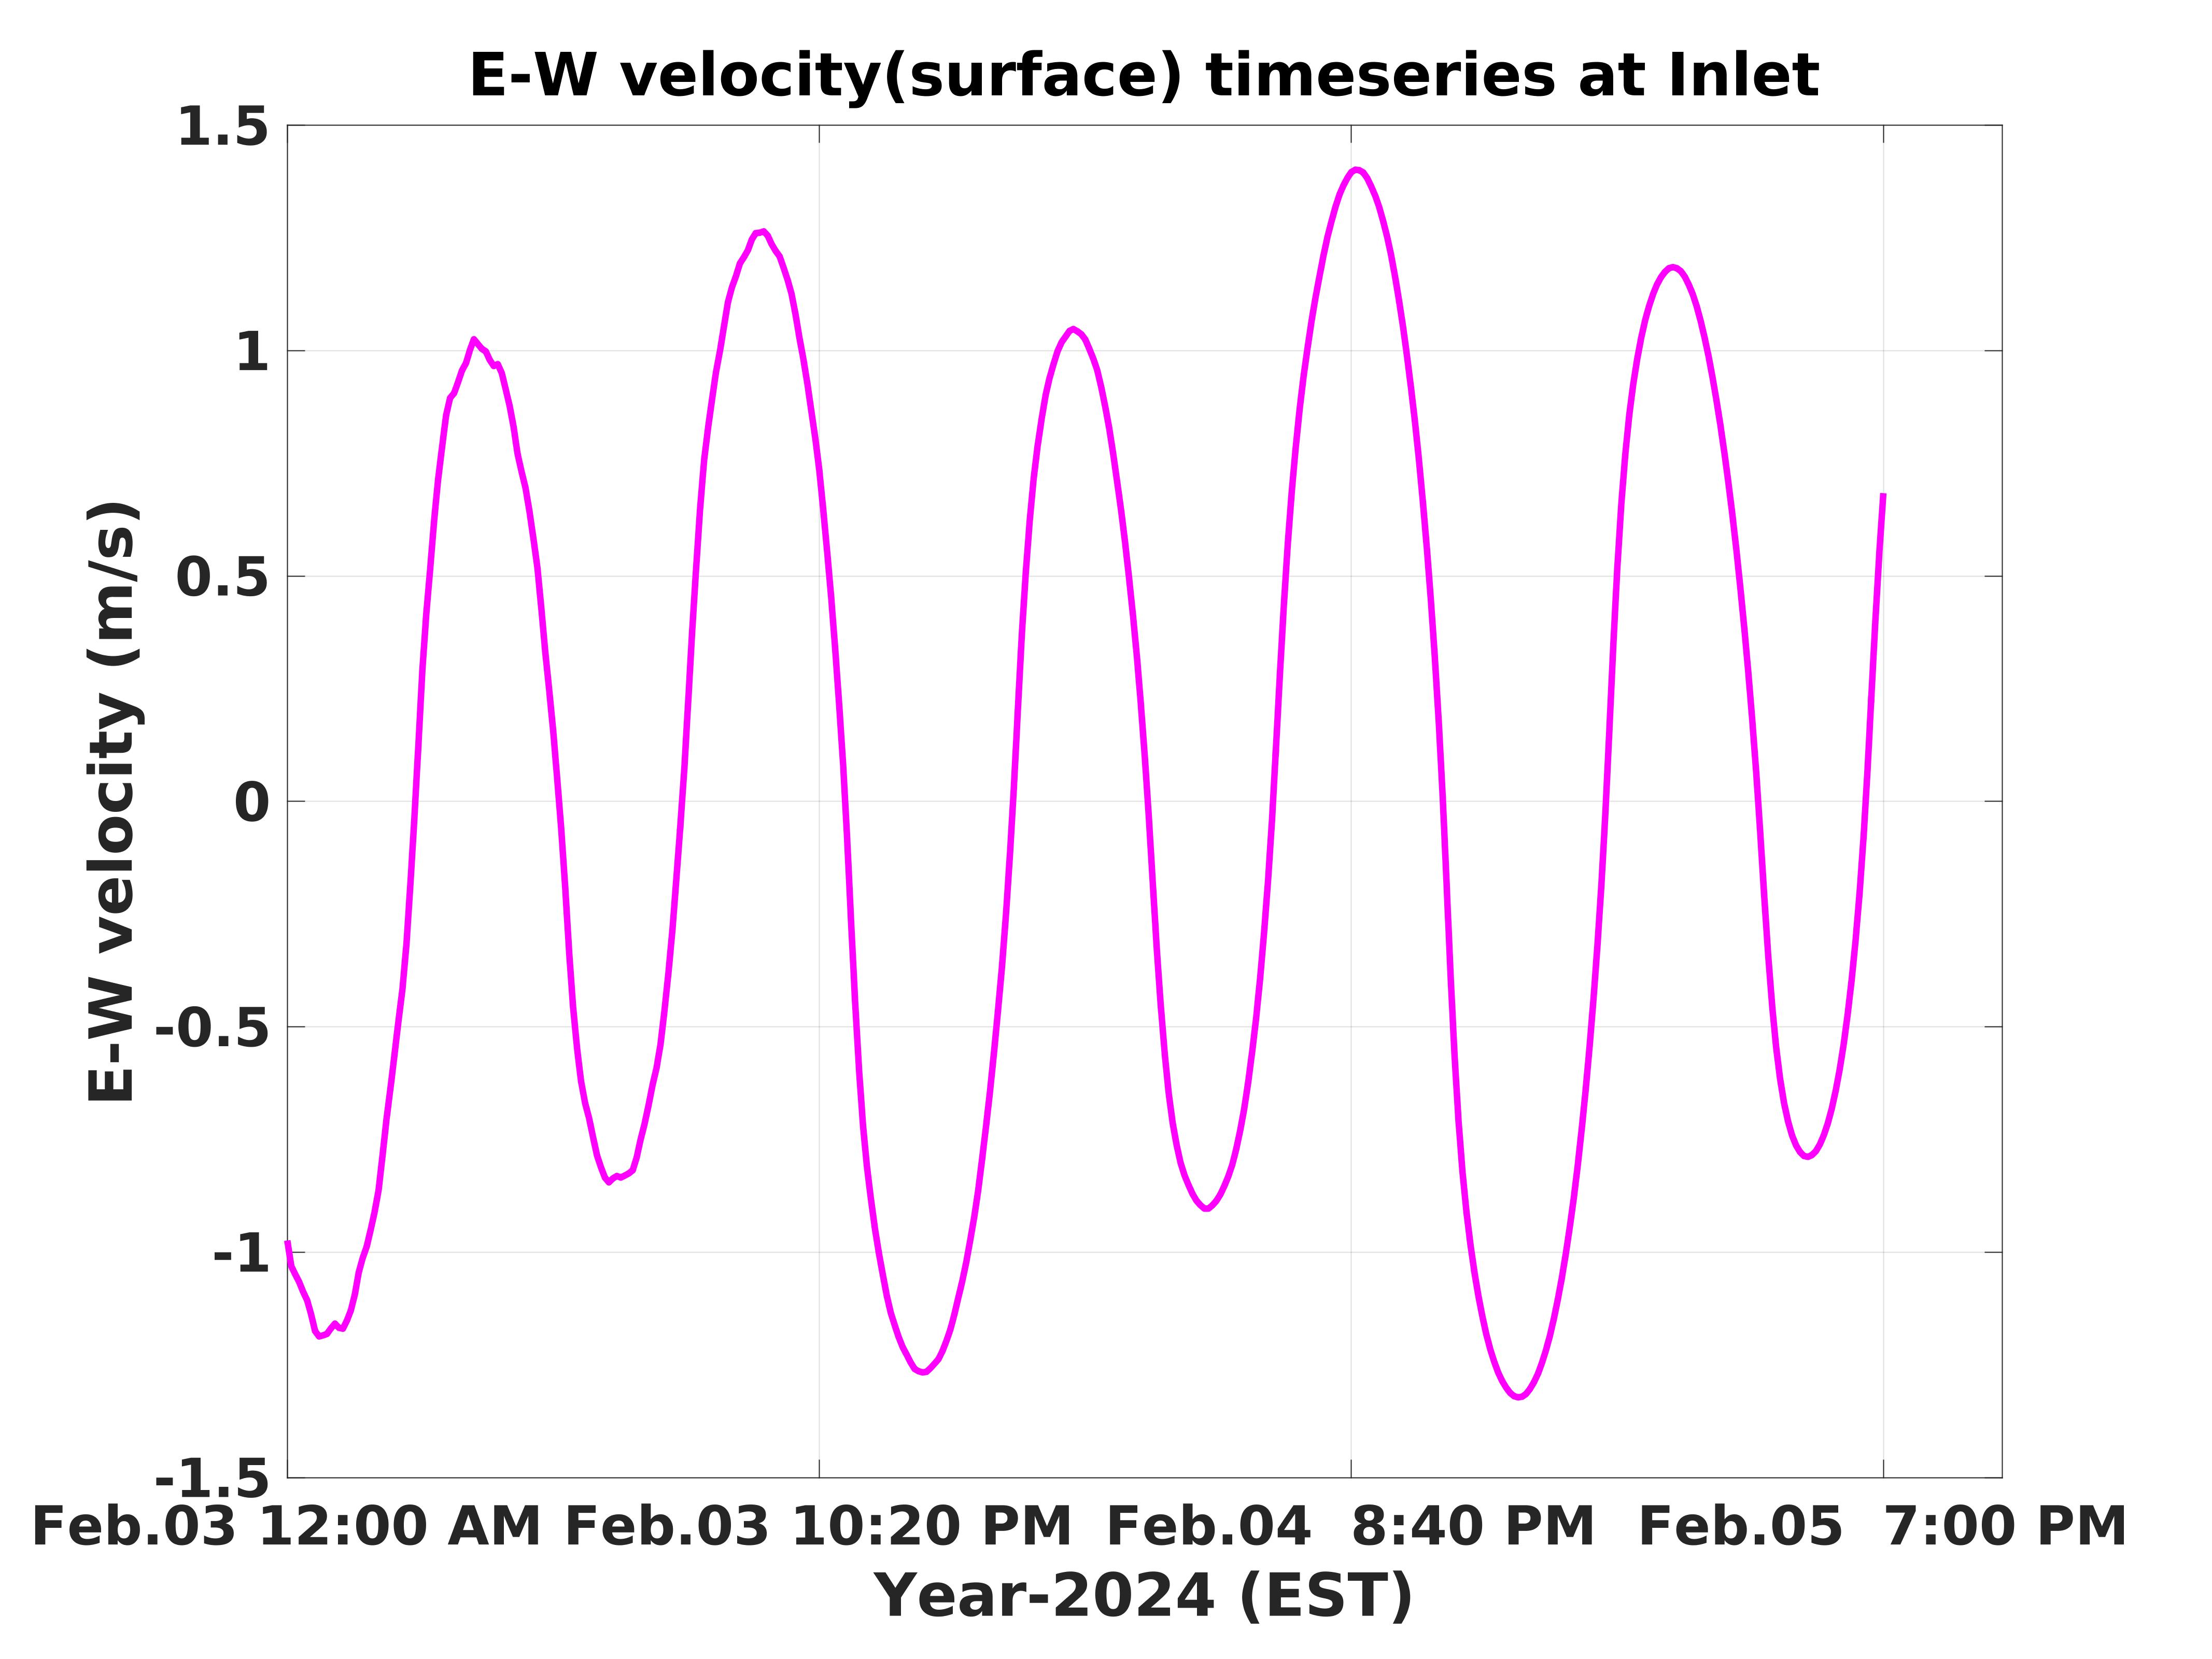 E-W velocity(surface) timeseries at Inlet
E-W velocity (m/s)
1.5
1
0.5
0
-0.5
-1
-1.5
Feb.03 12:00 AM Feb.03 10:20 PM Feb.04 8:40 PM Feb.05 7:00 PM
Year-2024 (EST)